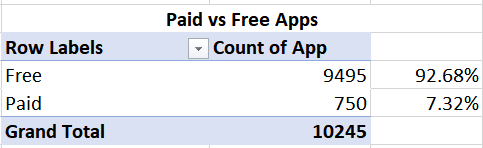 Paid vs Free Apps
Row Labels Count of App
Free 9495 92.68%
Paid 750 7.32%
Grand Total 10245